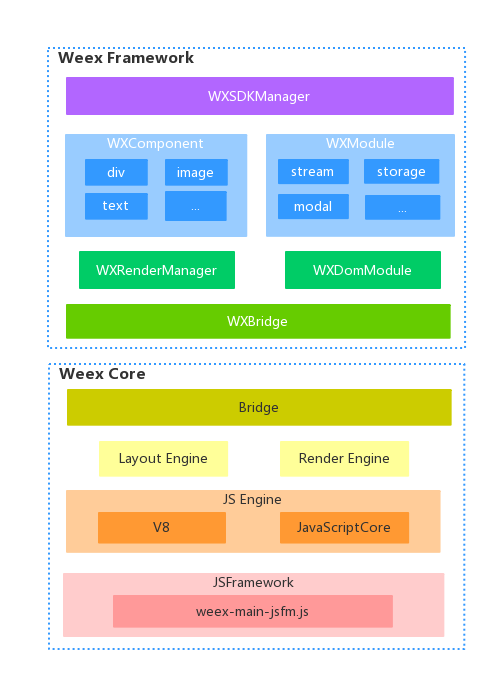 Weex Framework
WXSDKManager
WXComponent
div
image
text
...
WXModule
stream
storage
modal
...
WXRenderManager
WXDomModule
WXBridge
Weex Core
Bridge
Layout Engine
Render Engine
JS Engine
V8
JavaScriptCore
JSFramework
weex-main-jsfm.js